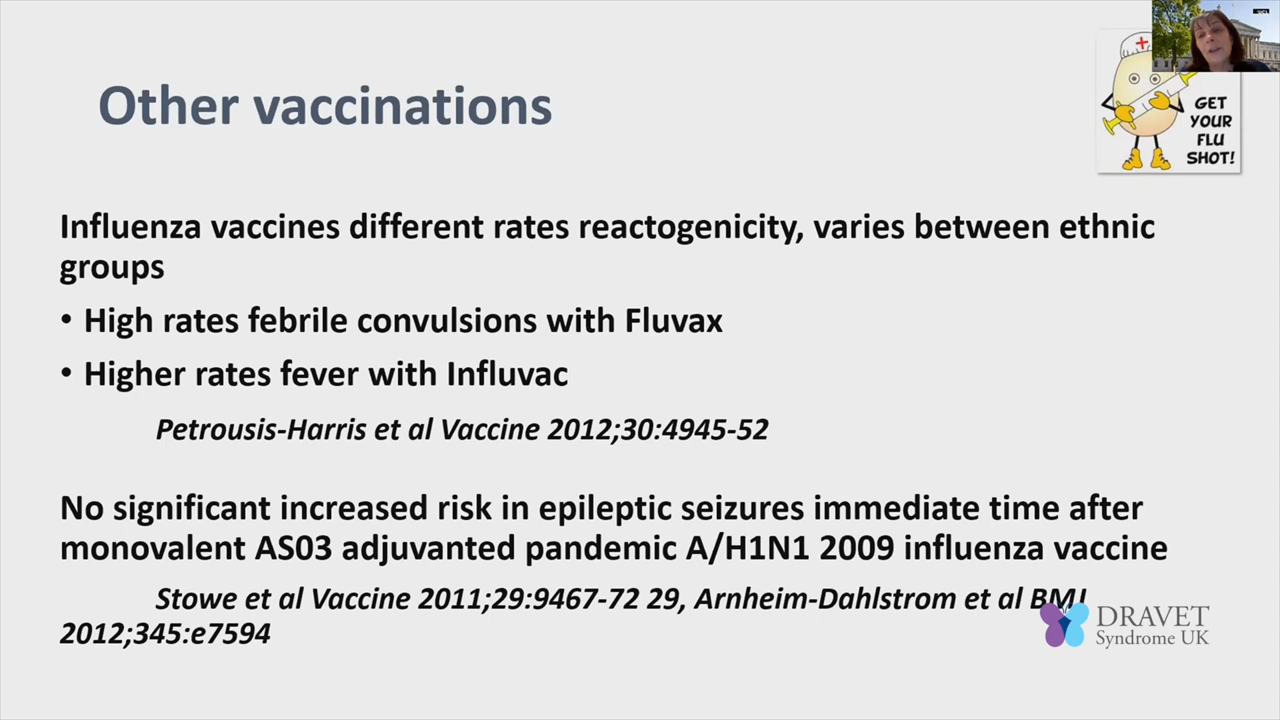 Other vaccinations
GET
YOUR
FLU
SHOT!
Influenza vaccines different rates reactogenicity, varies between ethnic
groups
• High rates febrile convulsions with Fluvax
• Higher rates fever with Influvac
Petrousis-Harris et al Vaccine 2012;30:4945-52
No significant increased risk in epileptic seizures immediate time after
monovalent AS03 adjuvanted pandemic A/H1N1 2009 influenza vaccine
Stowe et al Vaccine 2011;29:9467-72 29, Arnheim-Dahlstrom et al BMJ
2012;345:e7594
DRAVET
Syndrome UK